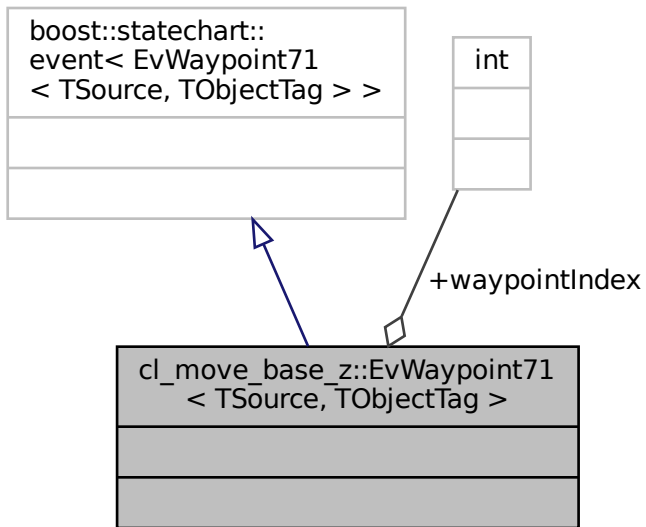 boost::statechart::
event< EvWaypoint71
< TSource, TObjectTag > >
int
+waypointIndex
cl_move_base_z::EvWaypoint71
< TSource, TObjectTag >